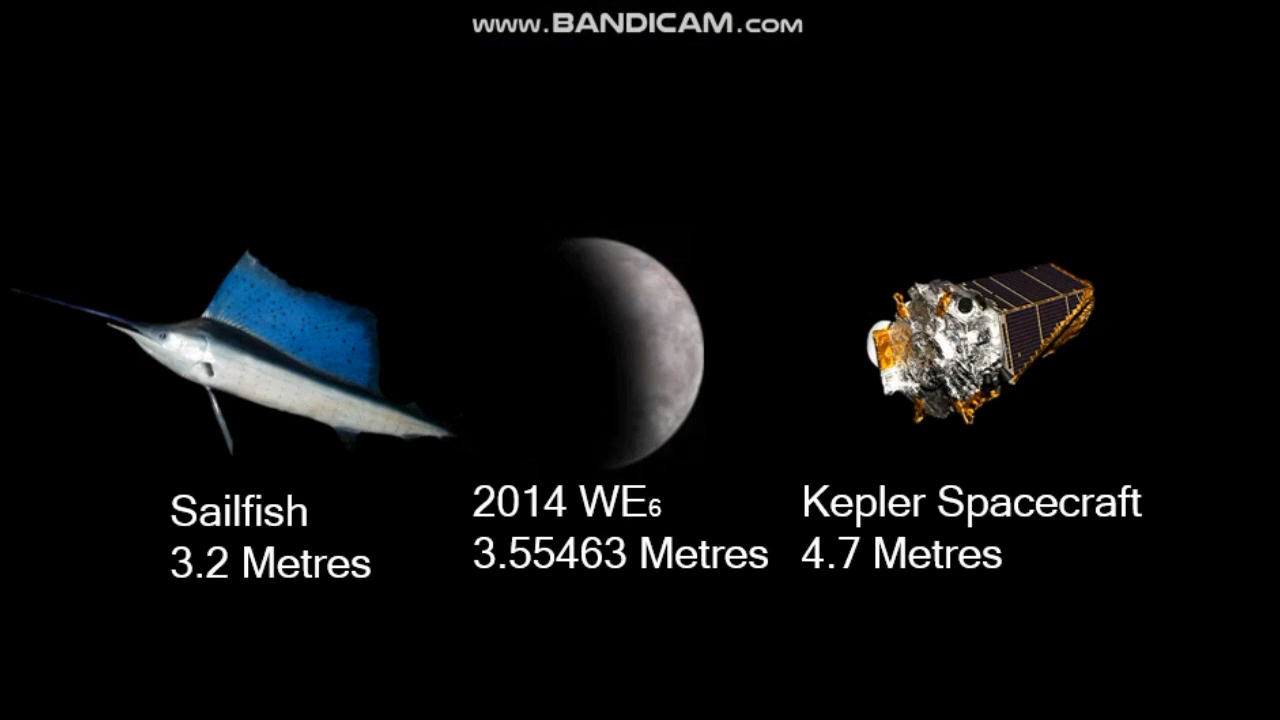 www.BANDICAM.com
Sailfish
3.2 Metres
2014 WE₆
3.55463 Metres
Kepler Spacecraft
4.7 Metres